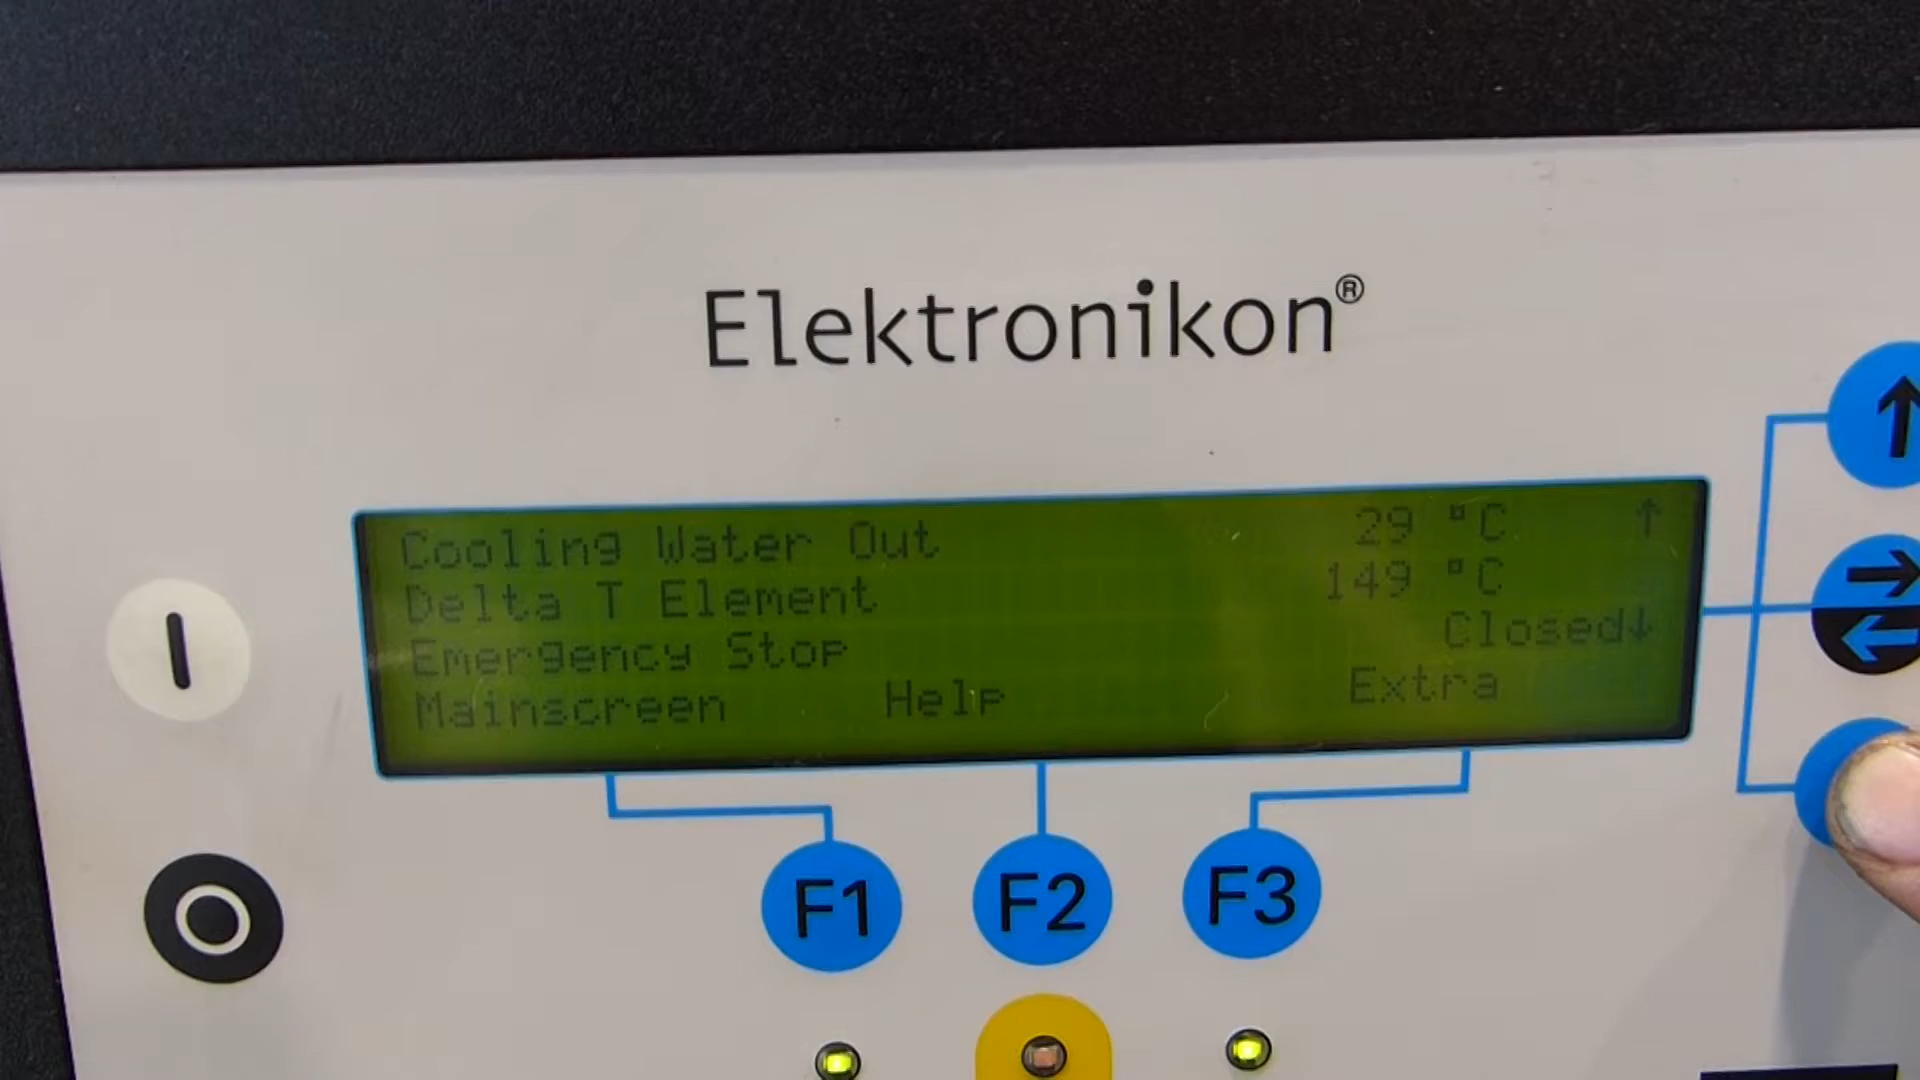 Elektronikon®
Cooling Water Out 29 °C ↑
Delta T Element 149 °C
Emergency Stop Closed↓
Mainscreen Help Extra
F1 F2 F3